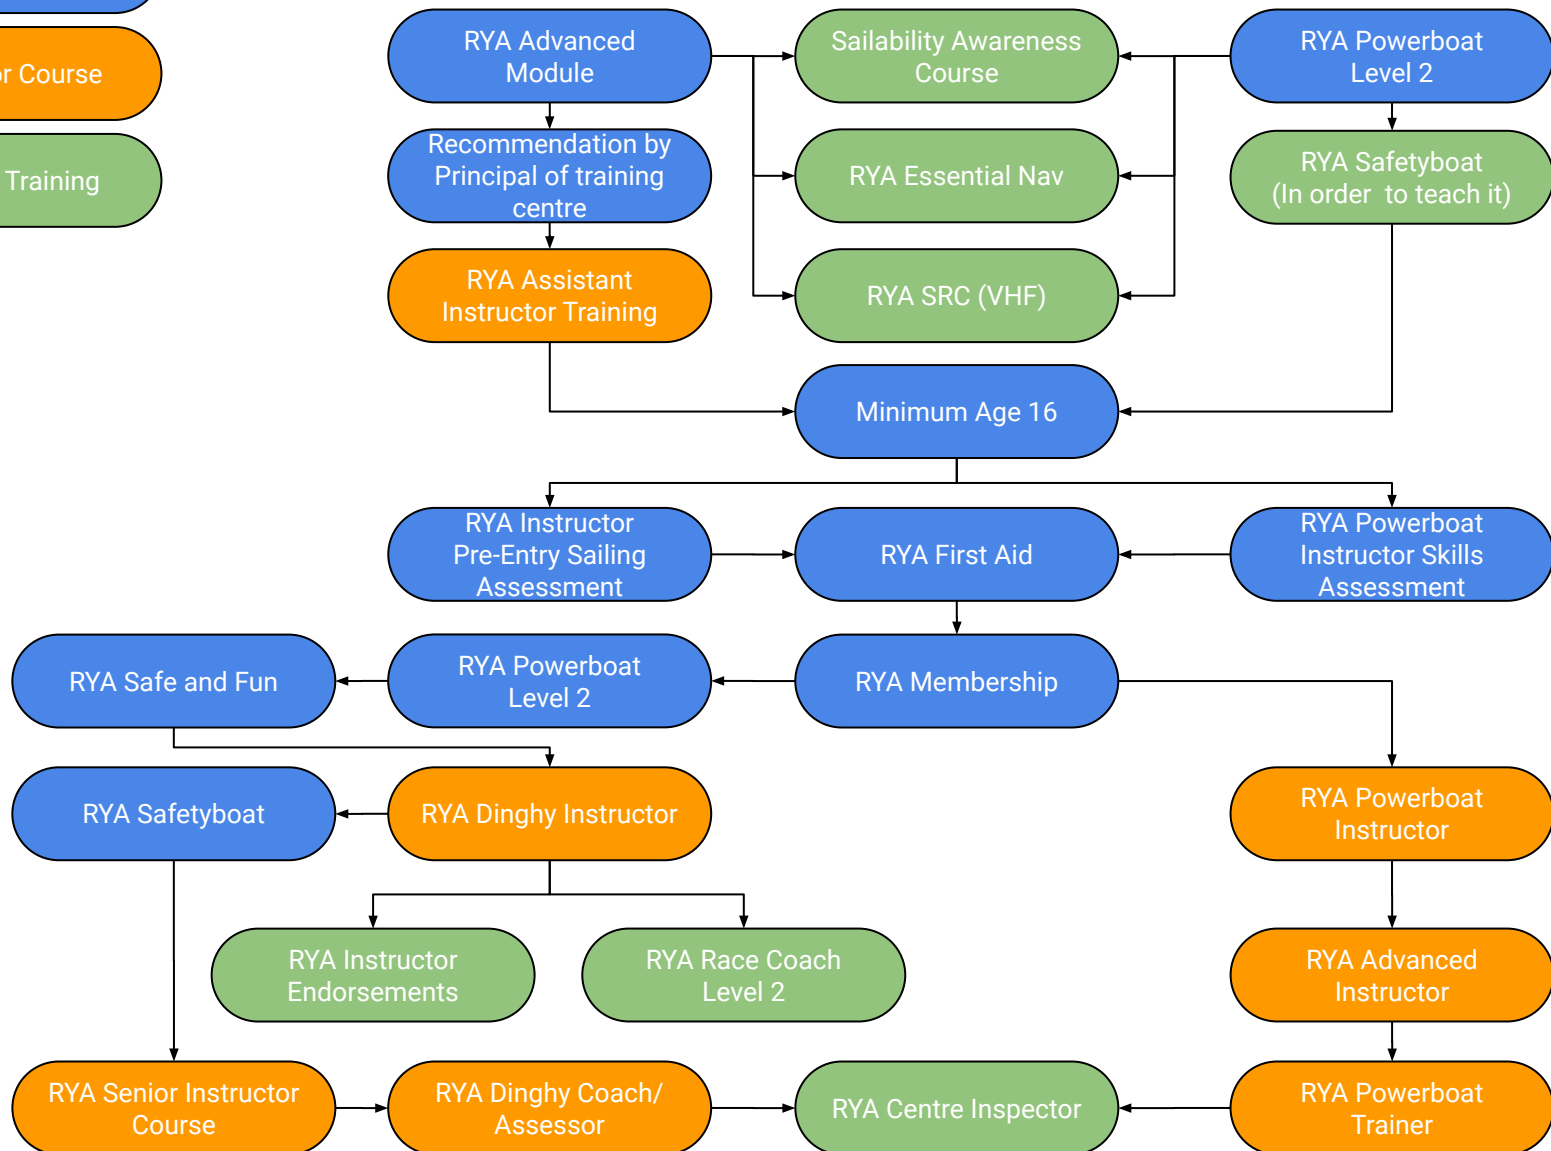 RYA Advanced
Module
Sailability Awareness
Course
RYA Powerboat
Level 2
r Course
Recommendation by
Principal of training
centre
RYA Essential Nav
RYA Safetyboat
(In order to teach it)
Training
RYA Assistant
Instructor Training
RYA SRC (VHF)
Minimum Age 16
RYA Instructor
Pre-Entry Sailing
Assessment
RYA First Aid
RYA Powerboat
Instructor Skills
Assessment
RYA Safe and Fun
RYA Powerboat
Level 2
RYA Membership
RYA Safetyboat
RYA Dinghy Instructor
RYA Powerboat
Instructor
RYA Instructor
Endorsements
RYA Race Coach
Level 2
RYA Advanced
Instructor
RYA Senior Instructor
Course
RYA Dinghy Coach/
Assessor
RYA Centre Inspector
RYA Powerboat
Trainer